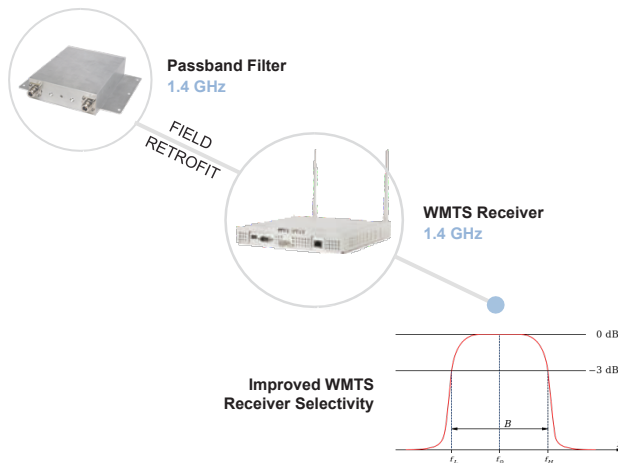 Passband Filter
1.4 GHz
FIELD
RETROFIT
WMTS Receiver
1.4 GHz
0 dB
−3 dB
Improved WMTS
Receiver Selectivity
B
f_L f_0 f_H